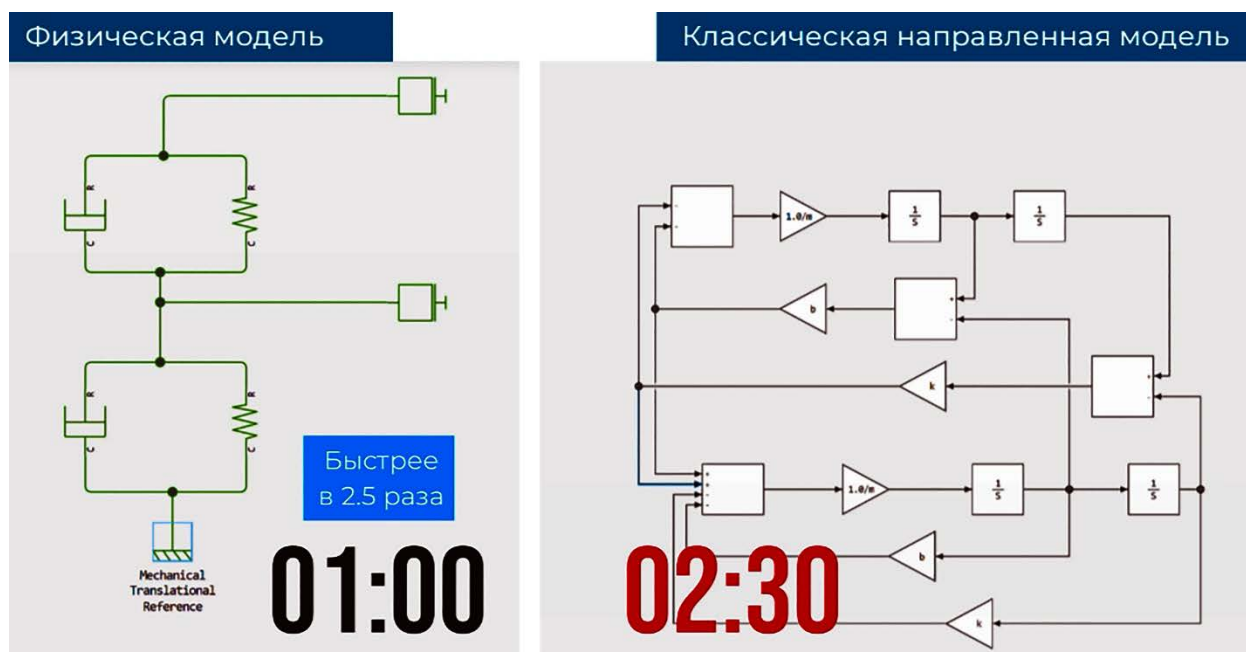 Физическая модель
Классическая направленная модель
R
R
C
C
R
R
C
C
Быстрее
в 2.5 раза
Mechanical
Translational
Reference
01:00
-
-
1.0/m
1
S
1
S
b
+
-
k
+
-
+
+
-
-
1.0/m
1
S
1
S
b
k
02:30